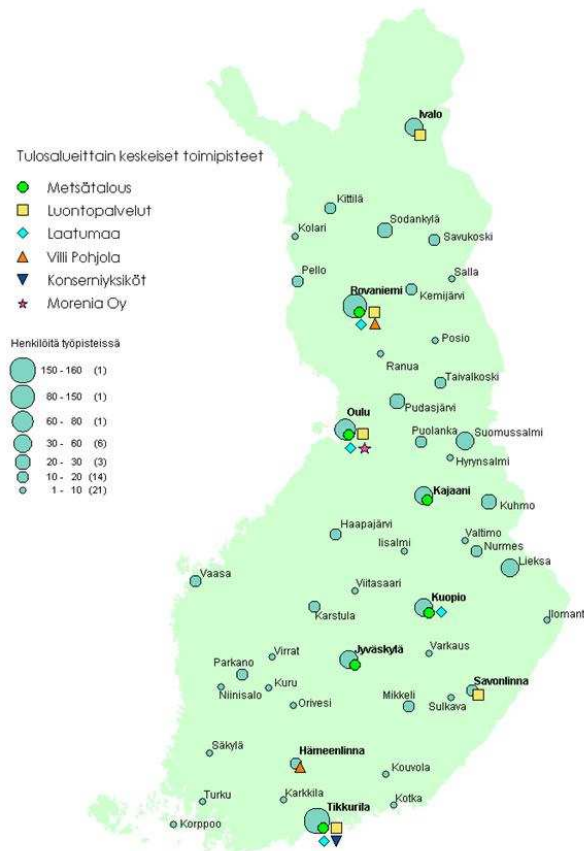 Tulosalueittain keskeiset toimipisteet
Metsätalous
Luontopalvelut
Laatumaa
Villi Pohjola
Konserniyksiköt
Morenia Oy
Henkilöitä työpisteissä
150 - 160 (1)
80 - 150 (1)
60 - 80 (1)
30 - 60 (6)
20 - 30 (3)
10 - 20 (14)
1 - 10 (21)
Ivalo
Kittilä
Sodankylä
Kolari
Savukoski
Pello
Salla
Rovaniemi
Kemijärvi
Posio
Ranua
Taivalkoski
Pudasjärvi
Oulu
Puolanka
Suomussalmi
Hyrynsalmi
Kajaani
Kuhmo
Haapajärvi
Valtimo
Iisalmi
Nurmes
Lieksa
Vaasa
Viitasaari
Kuopio
Karstula
Ilomant
Virrat
Jyväskylä
Varkaus
Parkano
Savonlinna
Niinisalo
Kuru
Mikkeli
Orivesi
Sulkava
Säkylä
Hämeenlinna
Kouvola
Turku
Karkkila
Kotka
Tikkurila
Korppoo